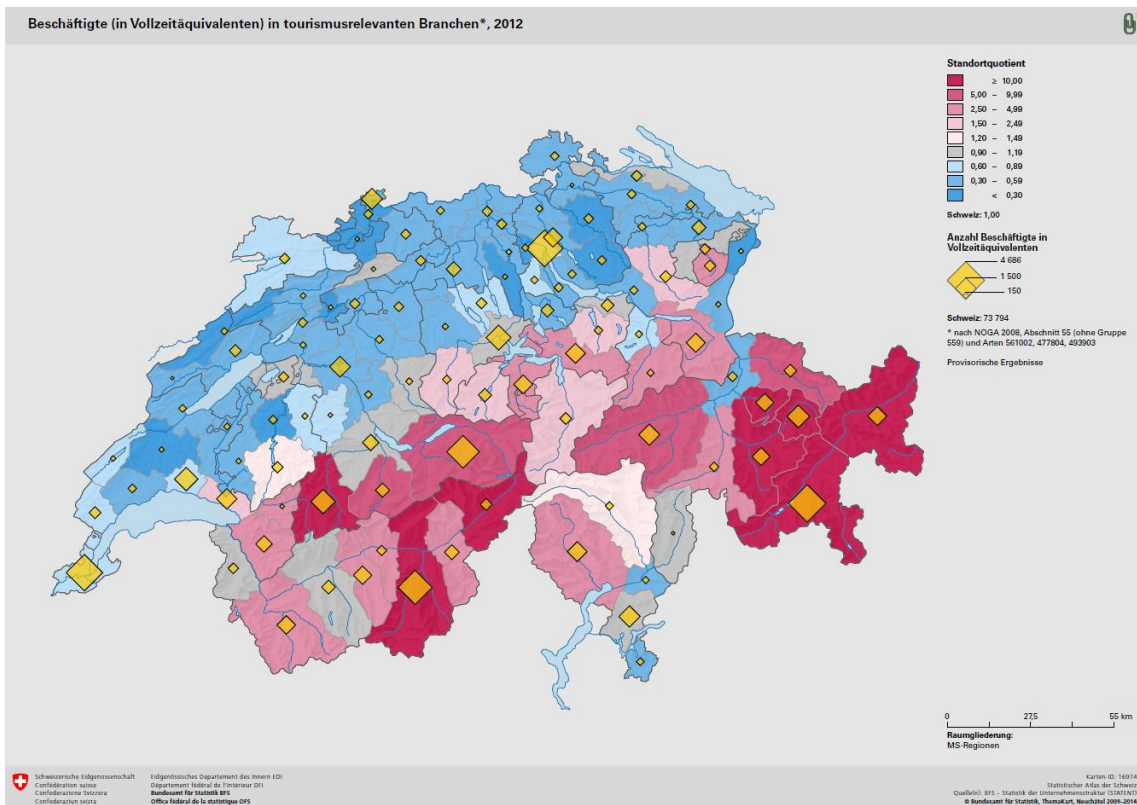 Beschäftigte (in Vollzeitäquivalenten) in tourismusrelevanten Branchen*, 2012
Standortquotient
≥ 10,00
5,00 – 9,99
2,50 – 4,99
1,50 – 2,49
1,20 – 1,49
0,90 – 1,19
0,60 – 0,89
0,30 – 0,59
< 0,30
Schweiz: 1,00
Anzahl Beschäftigte in
Vollzeitäquivalenten
4 686
1 500
150
Schweiz: 73 794
* nach NOGA 2008, Abschnitt 55 (ohne Gruppe
559) und Arten 561002, 477804, 493903
Provisorische Ergebnisse
0 27,5 55 km
Raumgliederung:
MS-Regionen
Schweizerische Eidgenossenschaft
Confédération suisse
Confederazione Svizzera
Confederaziun svizra
Eidgenössisches Departement des Innern EDI
Département fédéral de l'intérieur DFI
Bundesamt für Statistik BFS
Office fédéral de la statistique OFS
Karten-ID: 16974
Statistischer Atlas der Schweiz
Quelle(n): BFS – Statistik der Unternehmensstruktur (STATENT)
© Bundesamt für Statistik, ThemaKart, Neuchâtel 2009-2014